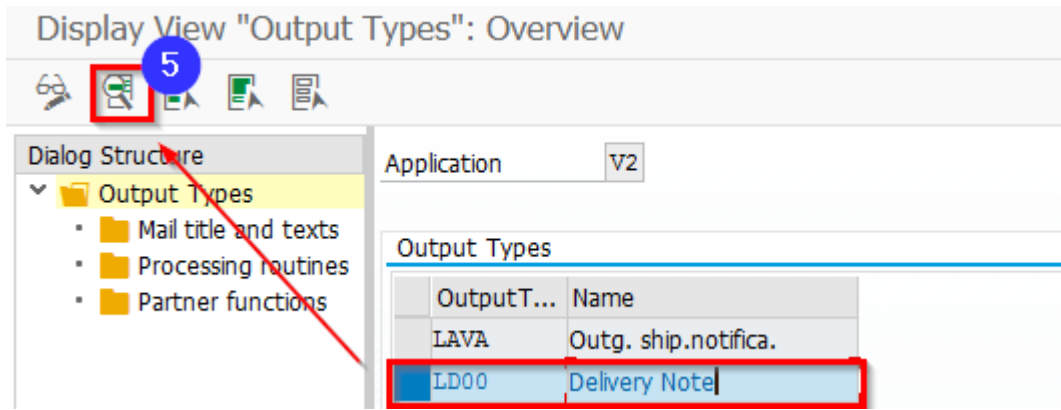 Display View "Output Types": Overview
5
Dialog Structure
Output Types
Mail title and texts
Processing routines
Partner functions
Application V2
Output Types
OutputT... Name
LAVA Outg. ship.notifica.
LD00 Delivery Note